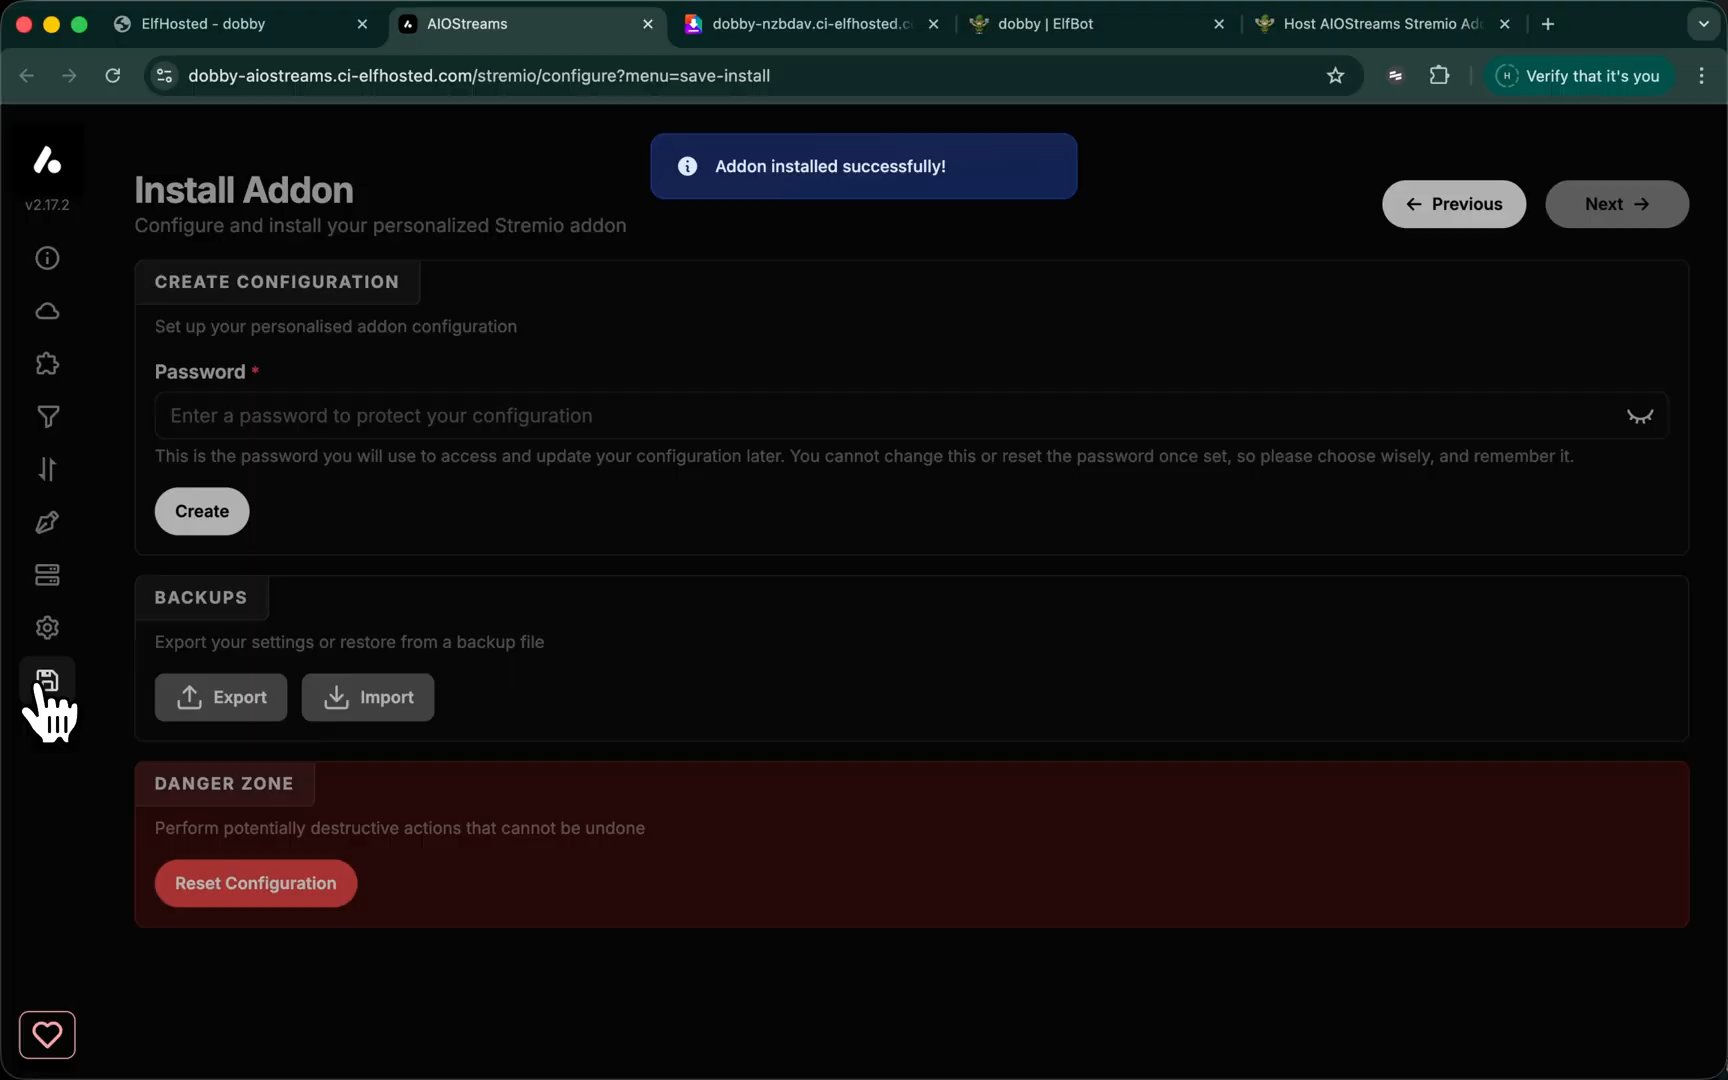 ElfHosted - dobby
AIOStreams
dobby-nzbdav.ci-elfhosted.c
dobby | ElfBot
Host AIOStreams Stremio Ad
dobby-aiostreams.ci-elfhosted.com/stremio/configure?menu=save-install
H
Verify that it's you
v2.17.2
Addon installed successfully!
Install Addon
Configure and install your personalized Stremio addon
← Previous
Next →
CREATE CONFIGURATION
Set up your personalised addon configuration
Password *
Enter a password to protect your configuration
This is the password you will use to access and update your configuration later. You cannot change this or reset the password once set, so please choose wisely, and remember it.
Create
BACKUPS
Export your settings or restore from a backup file
Export
Import
DANGER ZONE
Perform potentially destructive actions that cannot be undone
Reset Configuration